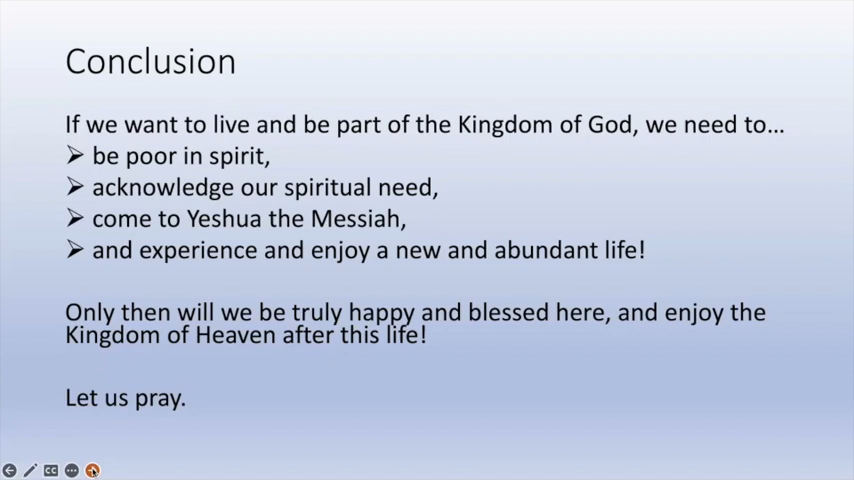 Conclusion
If we want to live and be part of the Kingdom of God, we need to...
➢ be poor in spirit,
➢ acknowledge our spiritual need,
➢ come to Yeshua the Messiah,
➢ and experience and enjoy a new and abundant life!
Only then will we be truly happy and blessed here, and enjoy the
Kingdom of Heaven after this life!
Let us pray.
CC